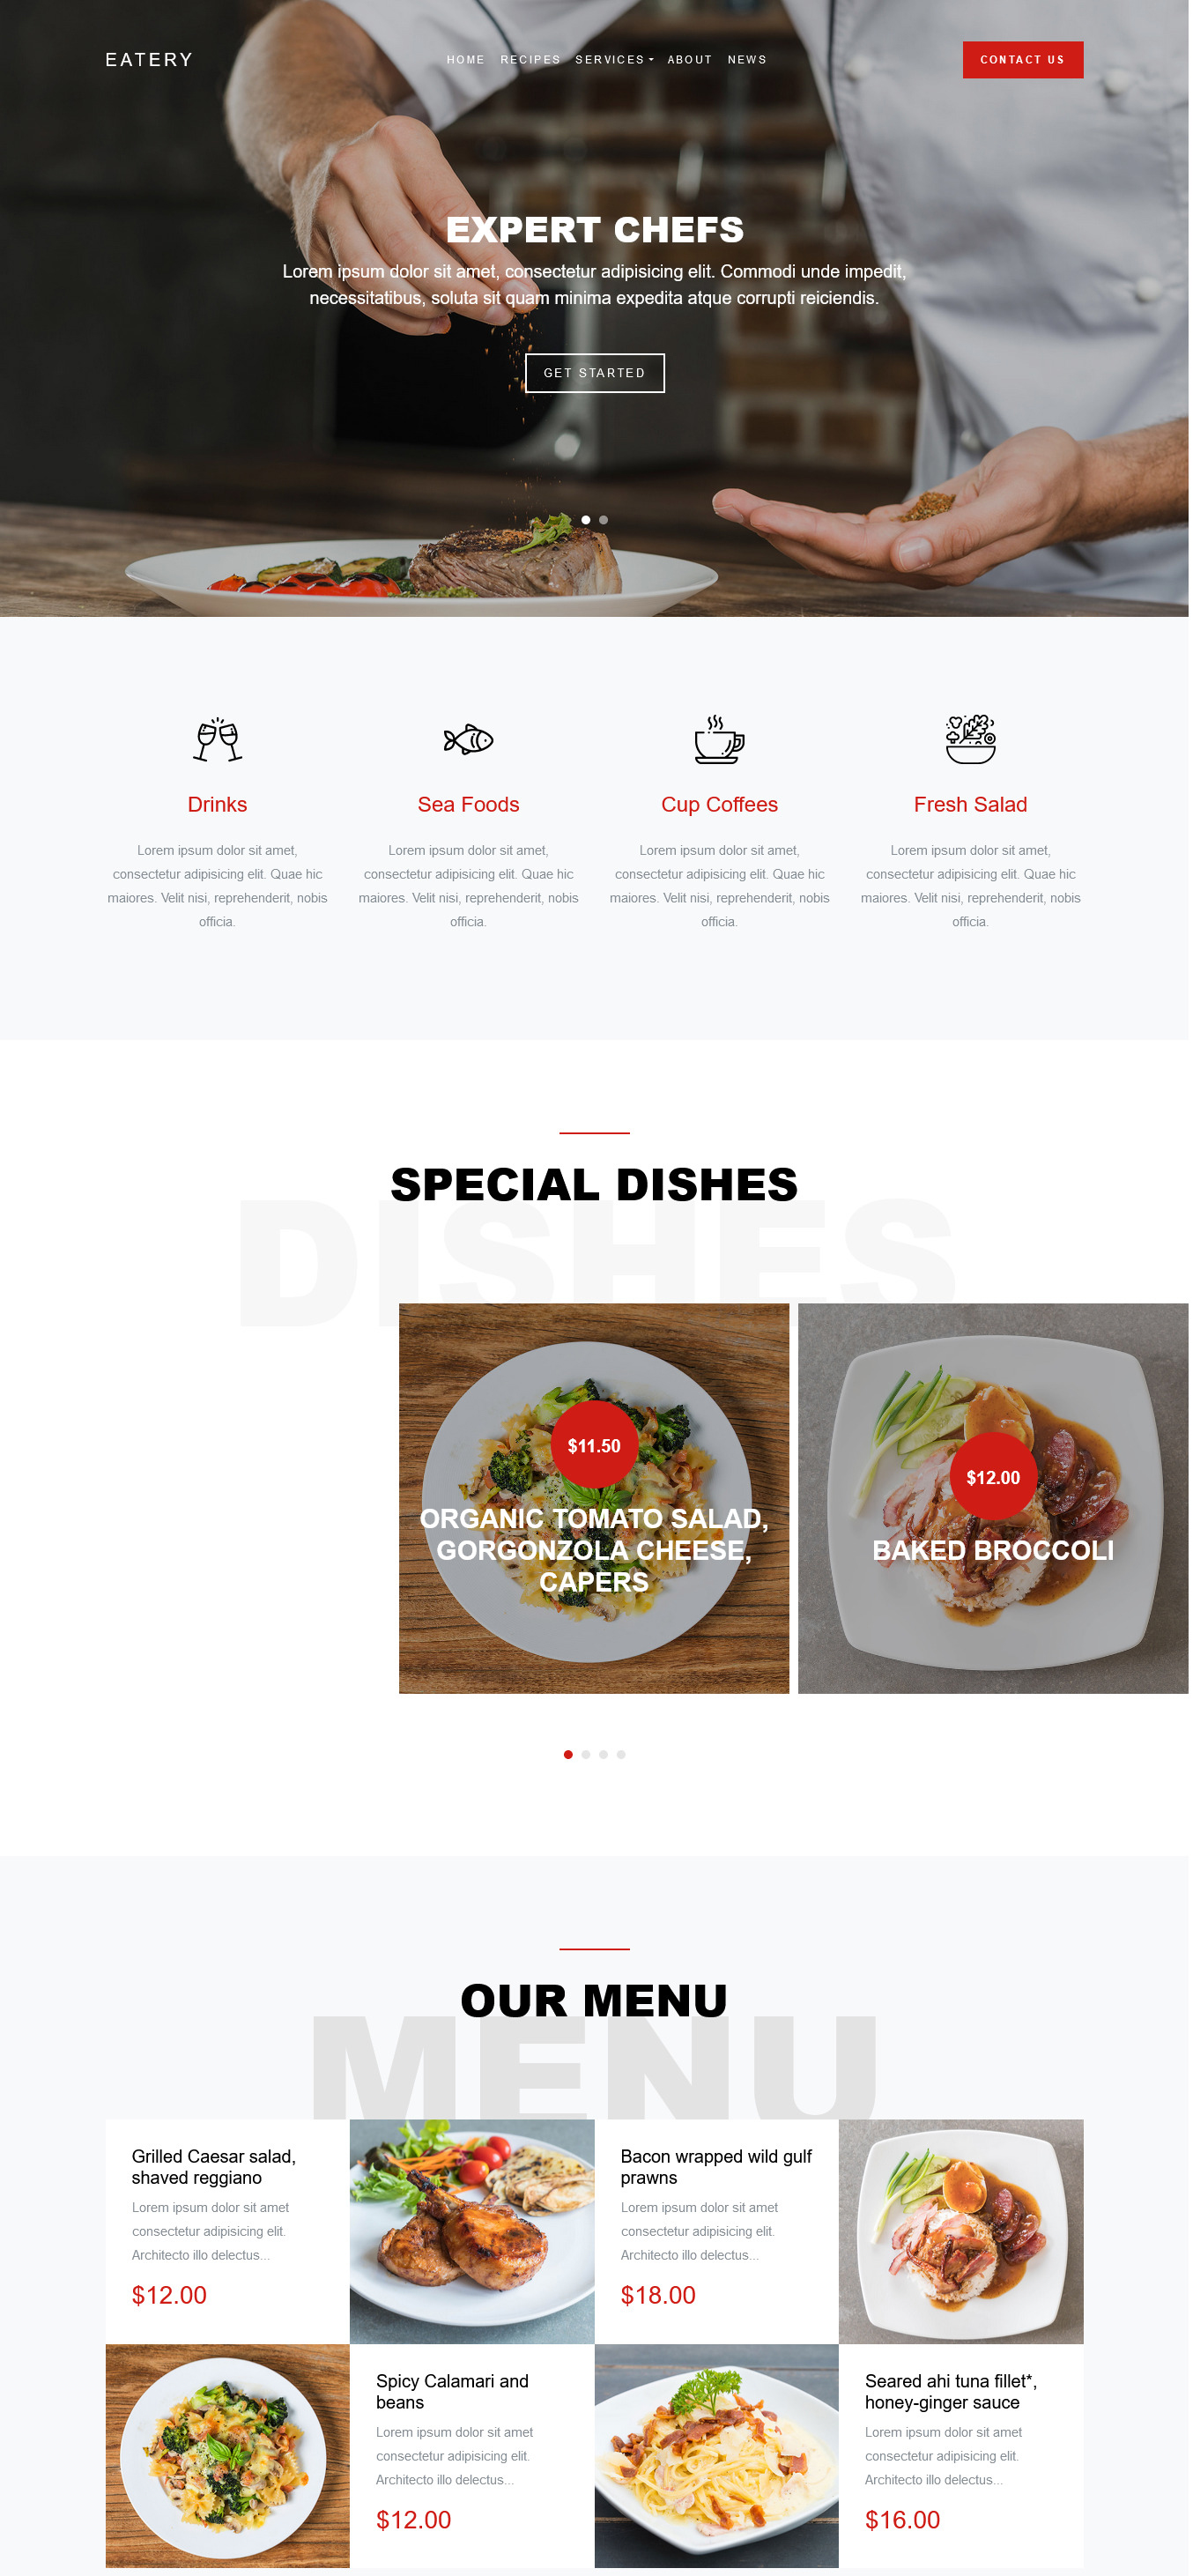 EATERY
HOME RECIPES SERVICES ABOUT NEWS
CONTACT US
EXPERT CHEFS
Lorem ipsum dolor sit amet, consectetur adipisicing elit. Commodi unde impedit,
necessitatibus, soluta sit quam minima expedita atque corrupti reiciendis.
GET STARTED
Drinks
Lorem ipsum dolor sit amet,
consectetur adipisicing elit. Quae hic
maiores. Velit nisi, reprehenderit, nobis
officia.
Sea Foods
Lorem ipsum dolor sit amet,
consectetur adipisicing elit. Quae hic
maiores. Velit nisi, reprehenderit, nobis
officia.
Cup Coffees
Lorem ipsum dolor sit amet,
consectetur adipisicing elit. Quae hic
maiores. Velit nisi, reprehenderit, nobis
officia.
Fresh Salad
Lorem ipsum dolor sit amet,
consectetur adipisicing elit. Quae hic
maiores. Velit nisi, reprehenderit, nobis
officia.
SPECIAL DISHES
DISHES
$11.50
ORGANIC TOMATO SALAD,
GORGONZOLA CHEESE,
CAPERS
$12.00
BAKED BROCCOLI
OUR MENU
MENU
Grilled Caesar salad,
shaved reggiano
Lorem ipsum dolor sit amet
consectetur adipisicing elit.
Architecto illo delectus...
$12.00
Bacon wrapped wild gulf
prawns
Lorem ipsum dolor sit amet
consectetur adipisicing elit.
Architecto illo delectus...
$18.00
Spicy Calamari and
beans
Lorem ipsum dolor sit amet
consectetur adipisicing elit.
Architecto illo delectus...
$12.00
Seared ahi tuna fillet*,
honey-ginger sauce
Lorem ipsum dolor sit amet
consectetur adipisicing elit.
Architecto illo delectus...
$16.00